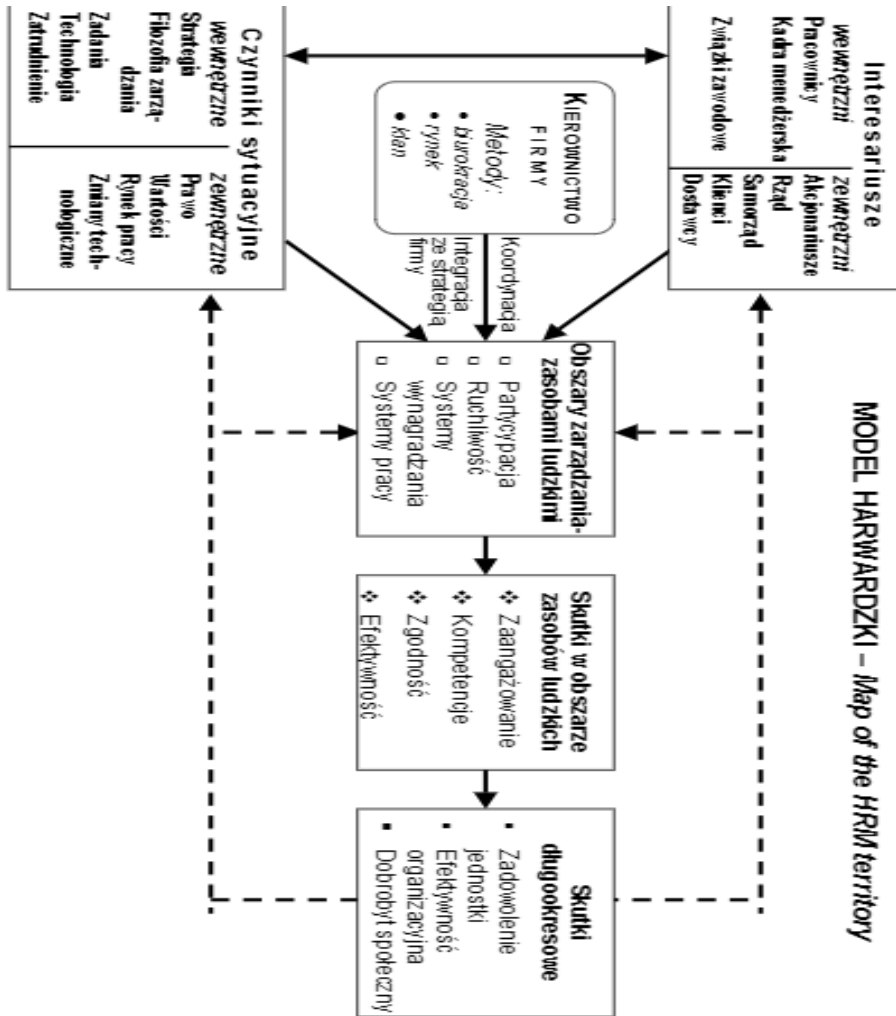 MODEL HARWARDZKI – Map of the HRM territory
Interesariusze
wewnętrzni
Pracownicy
Kadra menedżerska
Związki zawodowe
zewnętrzni
Akcjonariusze
Rząd
Samorząd
Klienci
Dostawcy
KIEROWNICTWO
FIRMY
Metody:
• biurokracja
• rynek
• klan
Koordynacja
Integracja
ze strategią
firmy
Czynniki sytuacyjne
wewnętrzne
Strategia
Filozofia zarzą-
dzania
Zadania
Technologia
Zatrudnienie
zewnętrzne
Prawo
Wartości
Rynek pracy
Zmiany tech-
nologiczne
Obszary zarządzania-
zasobami ludzkimi
▫ Partycypacja
▫ Ruchliwość
▫ Systemy
wynagradzania
▫ Systemy pracy
Skutki w obszarze
zasobów ludzkich
❖ Zaangażowanie
❖ Kompetencje
❖ Zgodność
❖ Efektywność
Skutki
długookresowe
▪ Zadowolenie
jednostki
▪ Efektywność
organizacyjna
▪ Dobrobyt społeczny